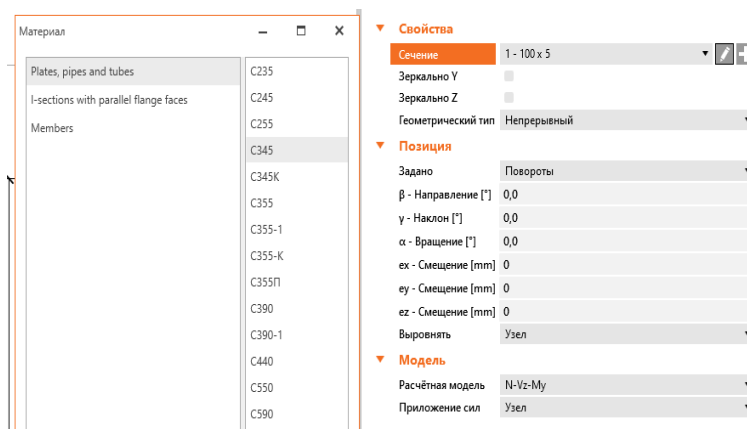 Материал
Plates, pipes and tubes
I-sections with parallel flange faces
Members
C235
C245
C255
C345
C345K
C355
C355-1
C355-К
C355П
C390
C390-1
C440
C550
C590
Свойства
Сечение 1 - 100 x 5
Зеркально Y
Зеркально Z
Геометрический тип Непрерывный
Позиция
Задано Повороты
β - Направление [°] 0,0
γ - Наклон [°] 0,0
α - Вращение [°] 0,0
ex - Смещение [mm] 0
ey - Смещение [mm] 0
ez - Смещение [mm] 0
Выровнять Узел
Модель
Расчётная модель N-Vz-My
Приложение сил Узел